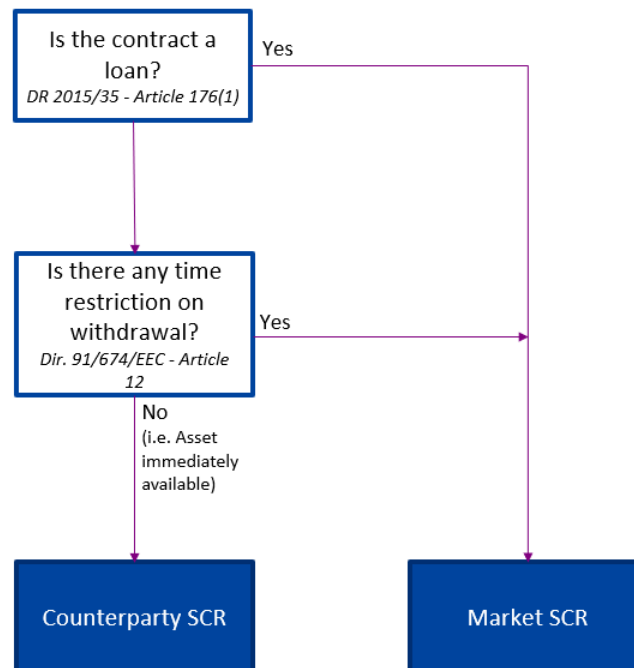 Is the contract a
loan?
DR 2015/35 - Article 176(1)
Yes
Is there any time
restriction on
withdrawal?
Dir. 91/674/EEC - Article
12
Yes
No
(i.e. Asset
immediately
available)
Counterparty SCR
Market SCR